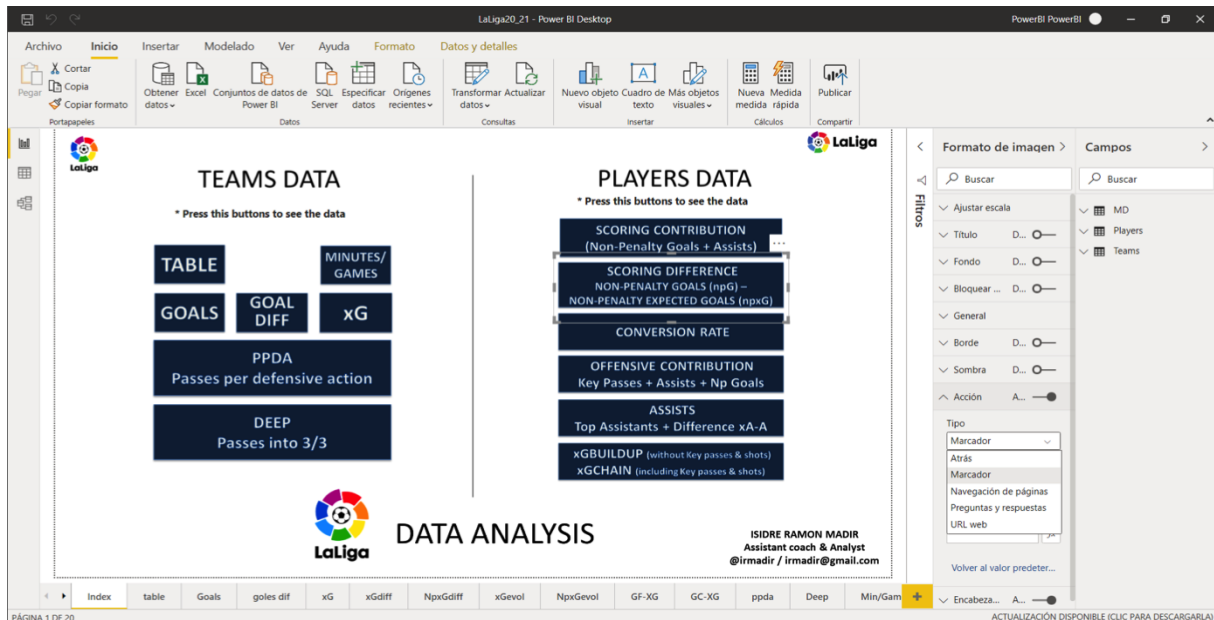 LaLiga20_21 - Power BI Desktop
PowerBI PowerBI
Archivo Inicio Insertar Modelado Ver Ayuda Formato Datos y detalles
Pegar
Cortar
Copia
Copiar formato
Portapapeles
Obtener datos
Excel
Conjuntos de datos de Power BI
SQL Server
Especificar datos
Orígenes recientes
Datos
Transformar datos
Actualizar
Consultas
Nuevo objeto visual
Cuadro de texto
Más objetos visuales
Insertar
Nueva medida
Medida rápida
Cálculos
Publicar
Compartir
LaLiga
LaLiga
TEAMS DATA
* Press this buttons to see the data
TABLE
MINUTES/
GAMES
GOALS
GOAL
DIFF
xG
PPDA
Passes per defensive action
DEEP
Passes into 3/3
PLAYERS DATA
* Press this buttons to see the data
SCORING CONTRIBUTION
(Non-Penalty Goals + Assists)
SCORING DIFFERENCE
NON-PENALTY GOALS (npG) –
NON-PENALTY EXPECTED GOALS (npxG)
CONVERSION RATE
OFFENSIVE CONTRIBUTION
Key Passes + Assists + Np Goals
ASSISTS
Top Assistants + Difference xA-A
xGBUILDUP (without Key passes & shots)
xGCHAIN (including Key passes & shots)
LaLiga
DATA ANALYSIS
ISIDRE RAMON MADIR
Assistant coach & Analyst
@irmadir / irmadir@gmail.com
Filtros
Formato de imagen
Buscar
Ajustar escala
Título D...
Fondo D...
Bloquear ... D...
General
Borde D...
Sombra D...
Acción A...
Tipo
Marcador
Atrás
Marcador
Navegación de páginas
Preguntas y respuestas
URL web
Volver al valor predeter...
Encabeza... A...
Campos
Buscar
MD
Players
Teams
Index table Goals goles dif xG xGdiff NpxGdiff xGevol NpxGevol GF-XG GC-XG ppda Deep Min/Gam
PÁGINA 1 DE 20
ACTUALIZACIÓN DISPONIBLE (CLIC PARA DESCARGARLA)